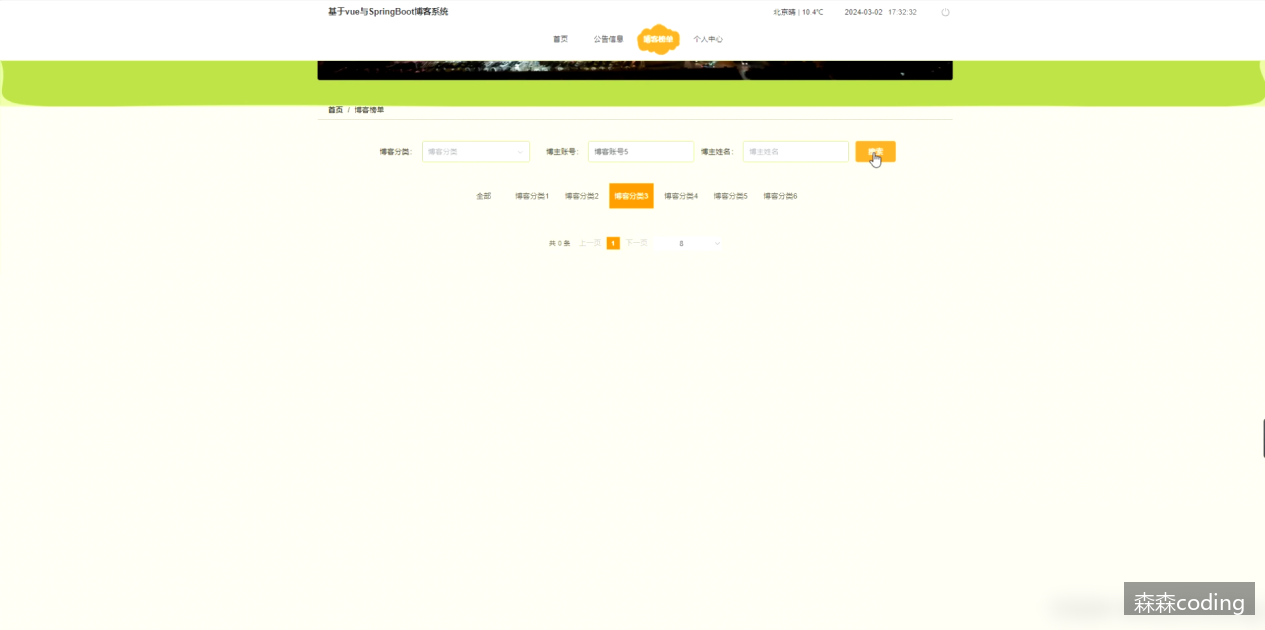 基于vue与SpringBoot博客系统
北京晴 | 10.4℃ 2024-03-02 17:32:32
首页 公告信息 博客榜单 个人中心
首页 / 博客榜单
博客分类: 博客分类 博主账号: 博客账号5 博主姓名: 博主姓名
全部 博客分类1 博客分类2 博客分类3 博客分类4 博客分类5 博客分类6
共 0 条 上一页 1 下一页 8
森森coding